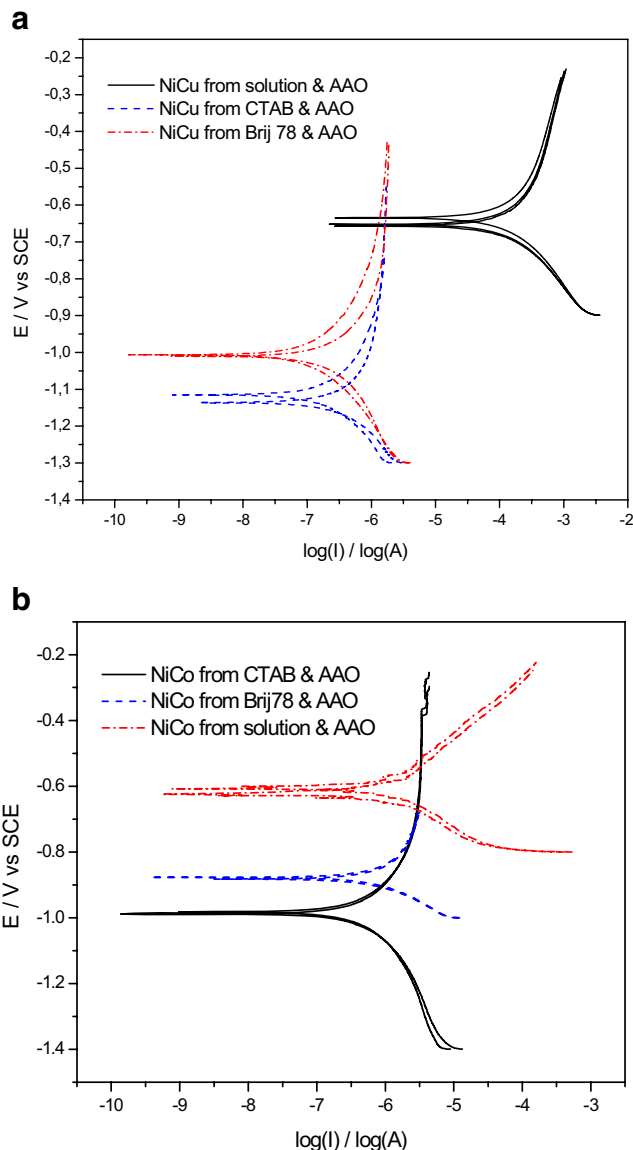 a
-0,2
NiCu from solution & AAO
-0,3
NiCu from CTAB & AAO
-0,4
NiCu from Brij 78 & AAO
-0,5
-0,6
-0,7
-0,8
-0,9
-1,0
-1,1
-1,2
-1,3
-1,4
E / V vs SCE
-10 -9 -8 -7 -6 -5 -4 -3 -2
log(I) / log(A)
b
-0.2
NiCo from CTAB & AAO
NiCo from Brij78 & AAO
-0.4
NiCo from solution & AAO
-0.6
-0.8
-1.0
-1.2
-1.4
E / V vs SCE
-10 -9 -8 -7 -6 -5 -4 -3
log(I) / log(A)